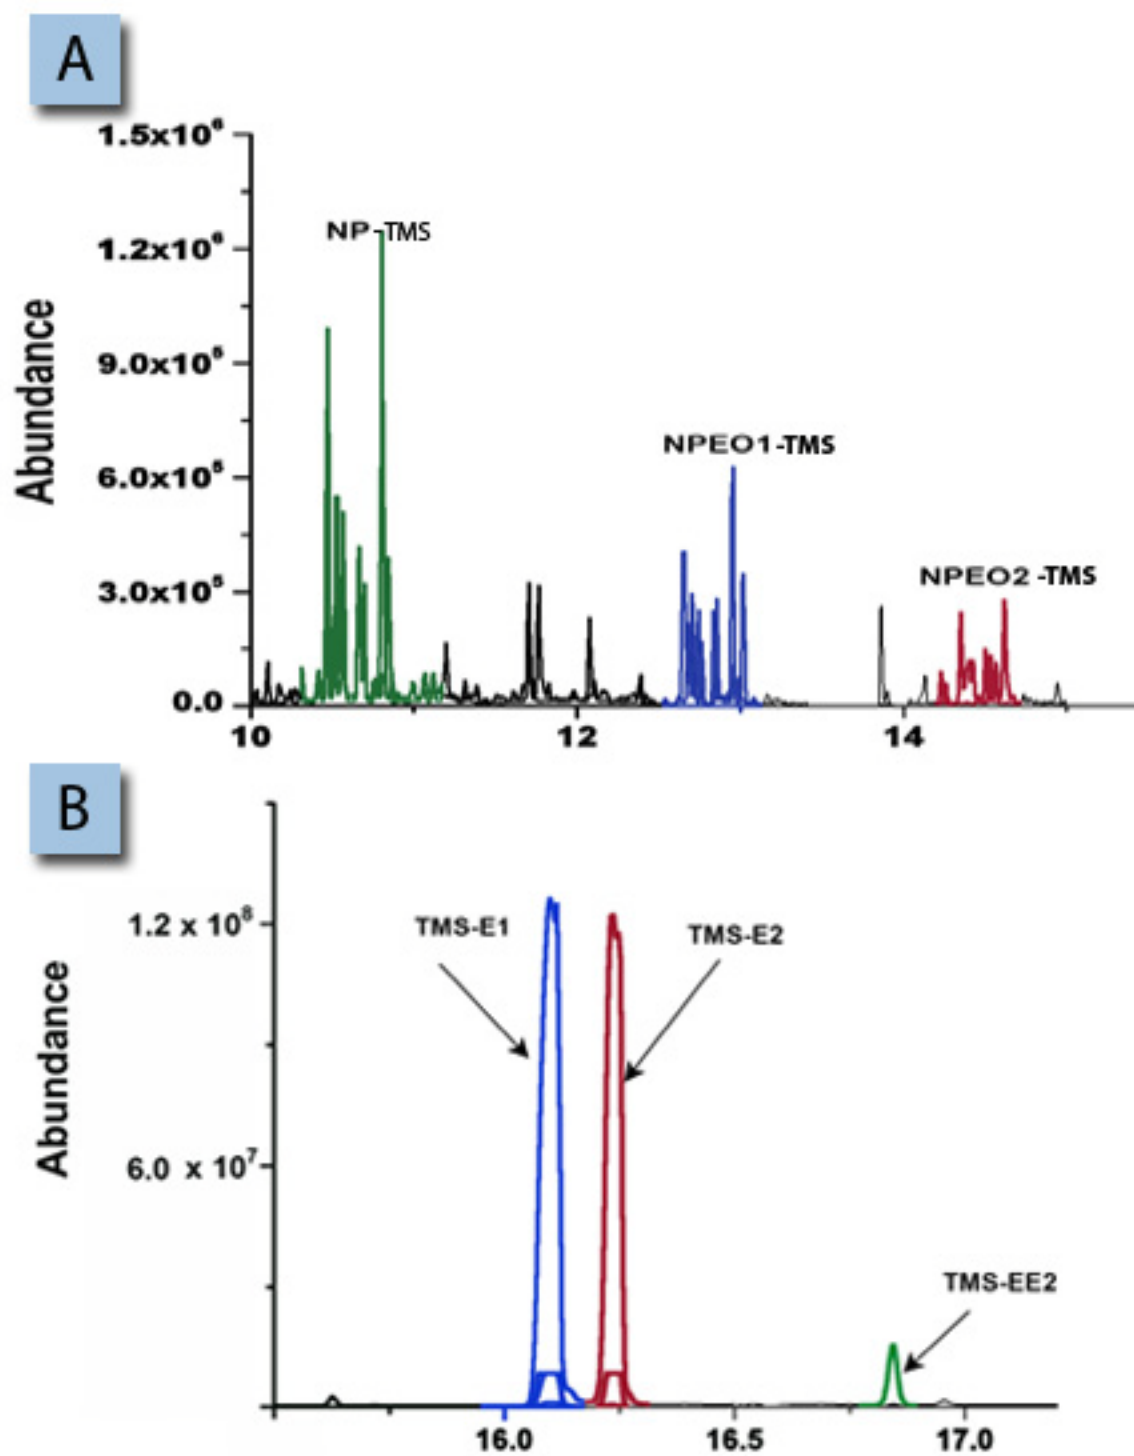 A
1.5x10⁶
NP-TMS
1.2x10⁶
Abundance
9.0x10⁵
NPEO1-TMS
6.0x10⁵
NPEO2 -TMS
3.0x10⁵
0.0
10 12 14
B
1.2 x 10⁸
TMS-E1
TMS-E2
Abundance
6.0 x 10⁷
TMS-EE2
16.0 16.5 17.0